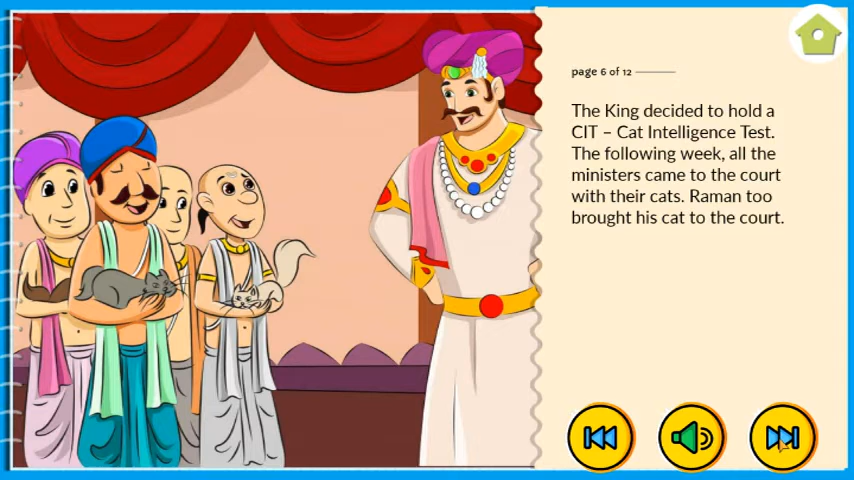 page 6 of 12
The King decided to hold a
CIT – Cat Intelligence Test.
The following week, all the
ministers came to the court
with their cats. Raman too
brought his cat to the court.